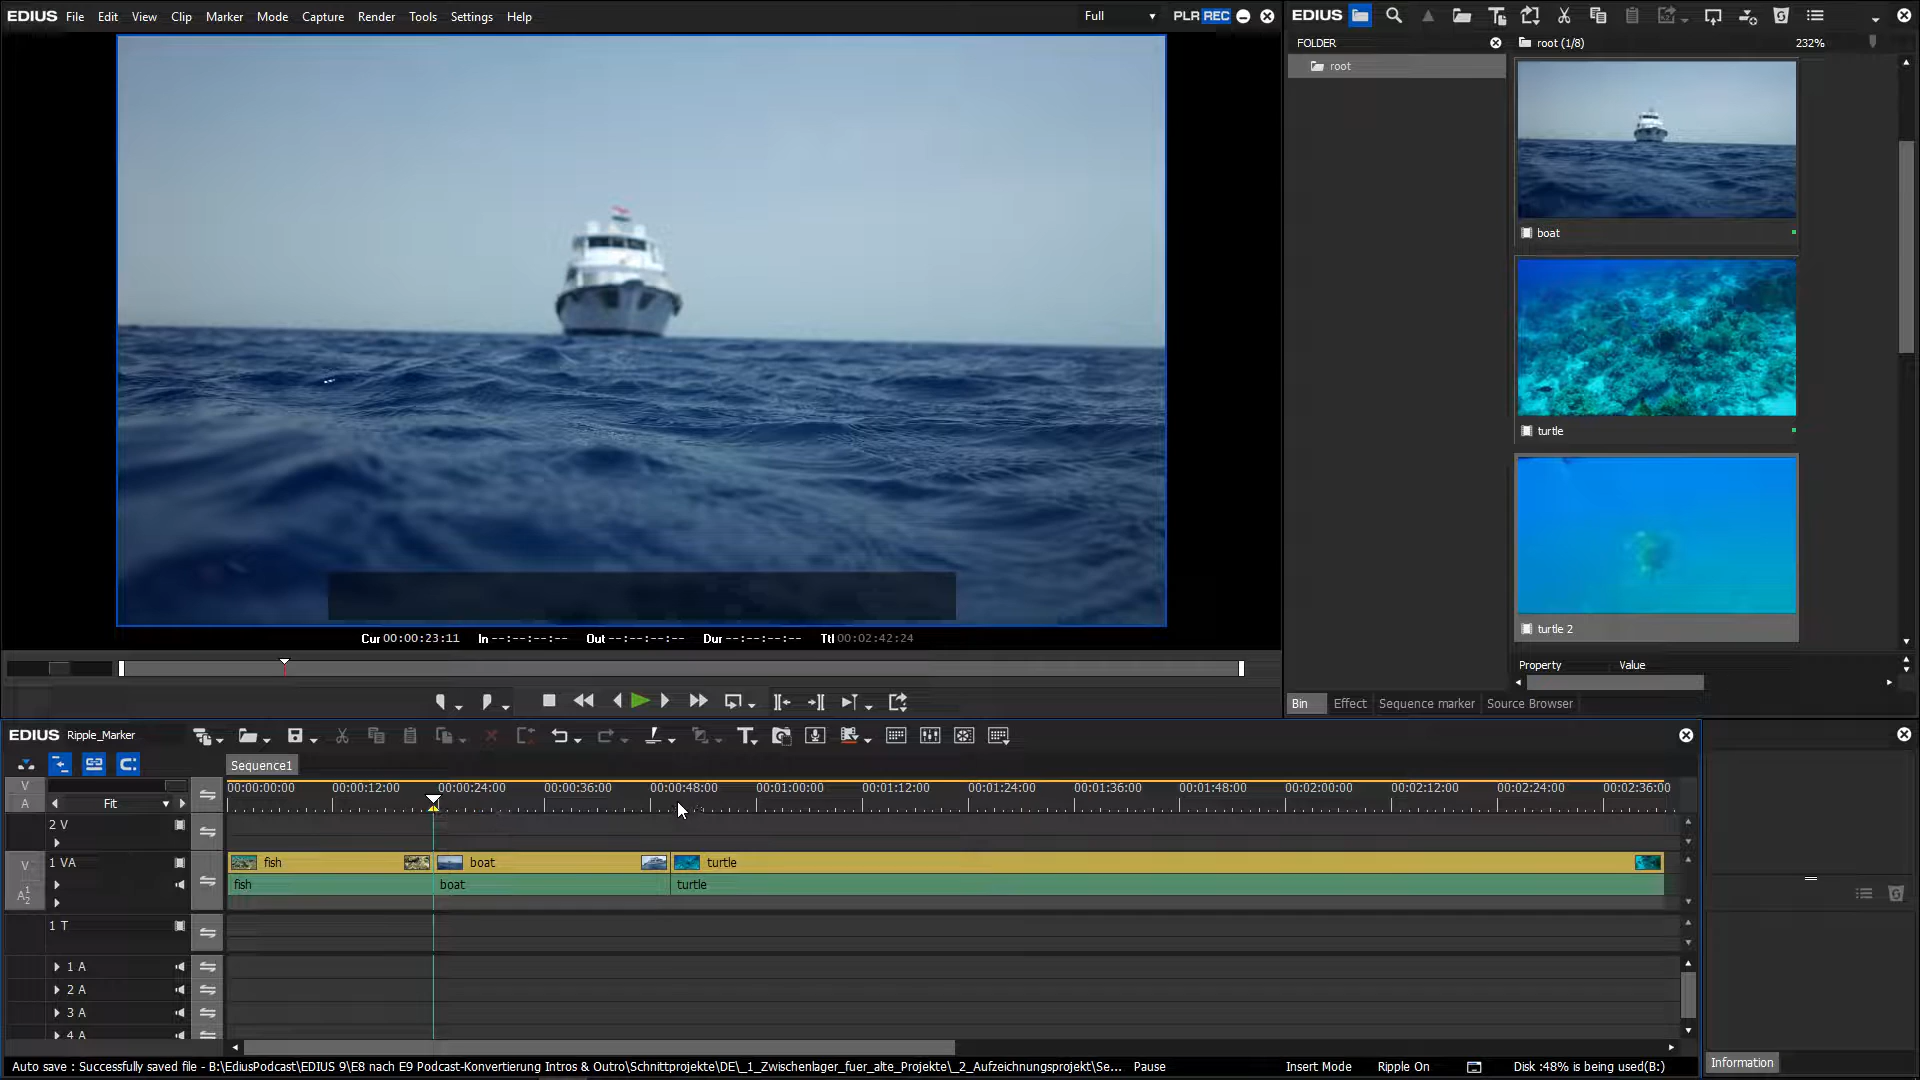 EDIUS File Edit View Clip Marker Mode Capture Render Tools Settings Help Full PLR REC
EDIUS
FOLDER root (1/8) 232%
root
boat
turtle
turtle 2
Property Value
Cur 00:00:23:11 In --:--:--:-- Out --:--:--:-- Dur --:--:--:-- Ttl 00:02:42:24
Bin Effect Sequence marker Source Browser
EDIUS Ripple_Marker
Sequence1
V
A Fit
00:00:00:00 00:00:12:00 00:00:24:00 00:00:36:00 00:00:48:00 00:01:00:00 00:01:12:00 00:01:24:00 00:01:36:00 00:01:48:00 00:02:00:00 00:02:12:00 00:02:24:00 00:02:36:00
2 V
V 1 VA fish boat turtle
A12 fish boat turtle
1 T
1 A
2 A
3 A
4 A
Information
Auto save : Successfully saved file - B:\EdiusPodcast\EDIUS 9\E8 nach E9 Podcast-Konvertierung Intros & Outro\Schnittprojekte\DE\_1_Zwischenlager_fuer_alte_Projekte\_2_Aufzeichnungsprojekt\Se... Pause Insert Mode Ripple On Disk :48% is being used(B:)